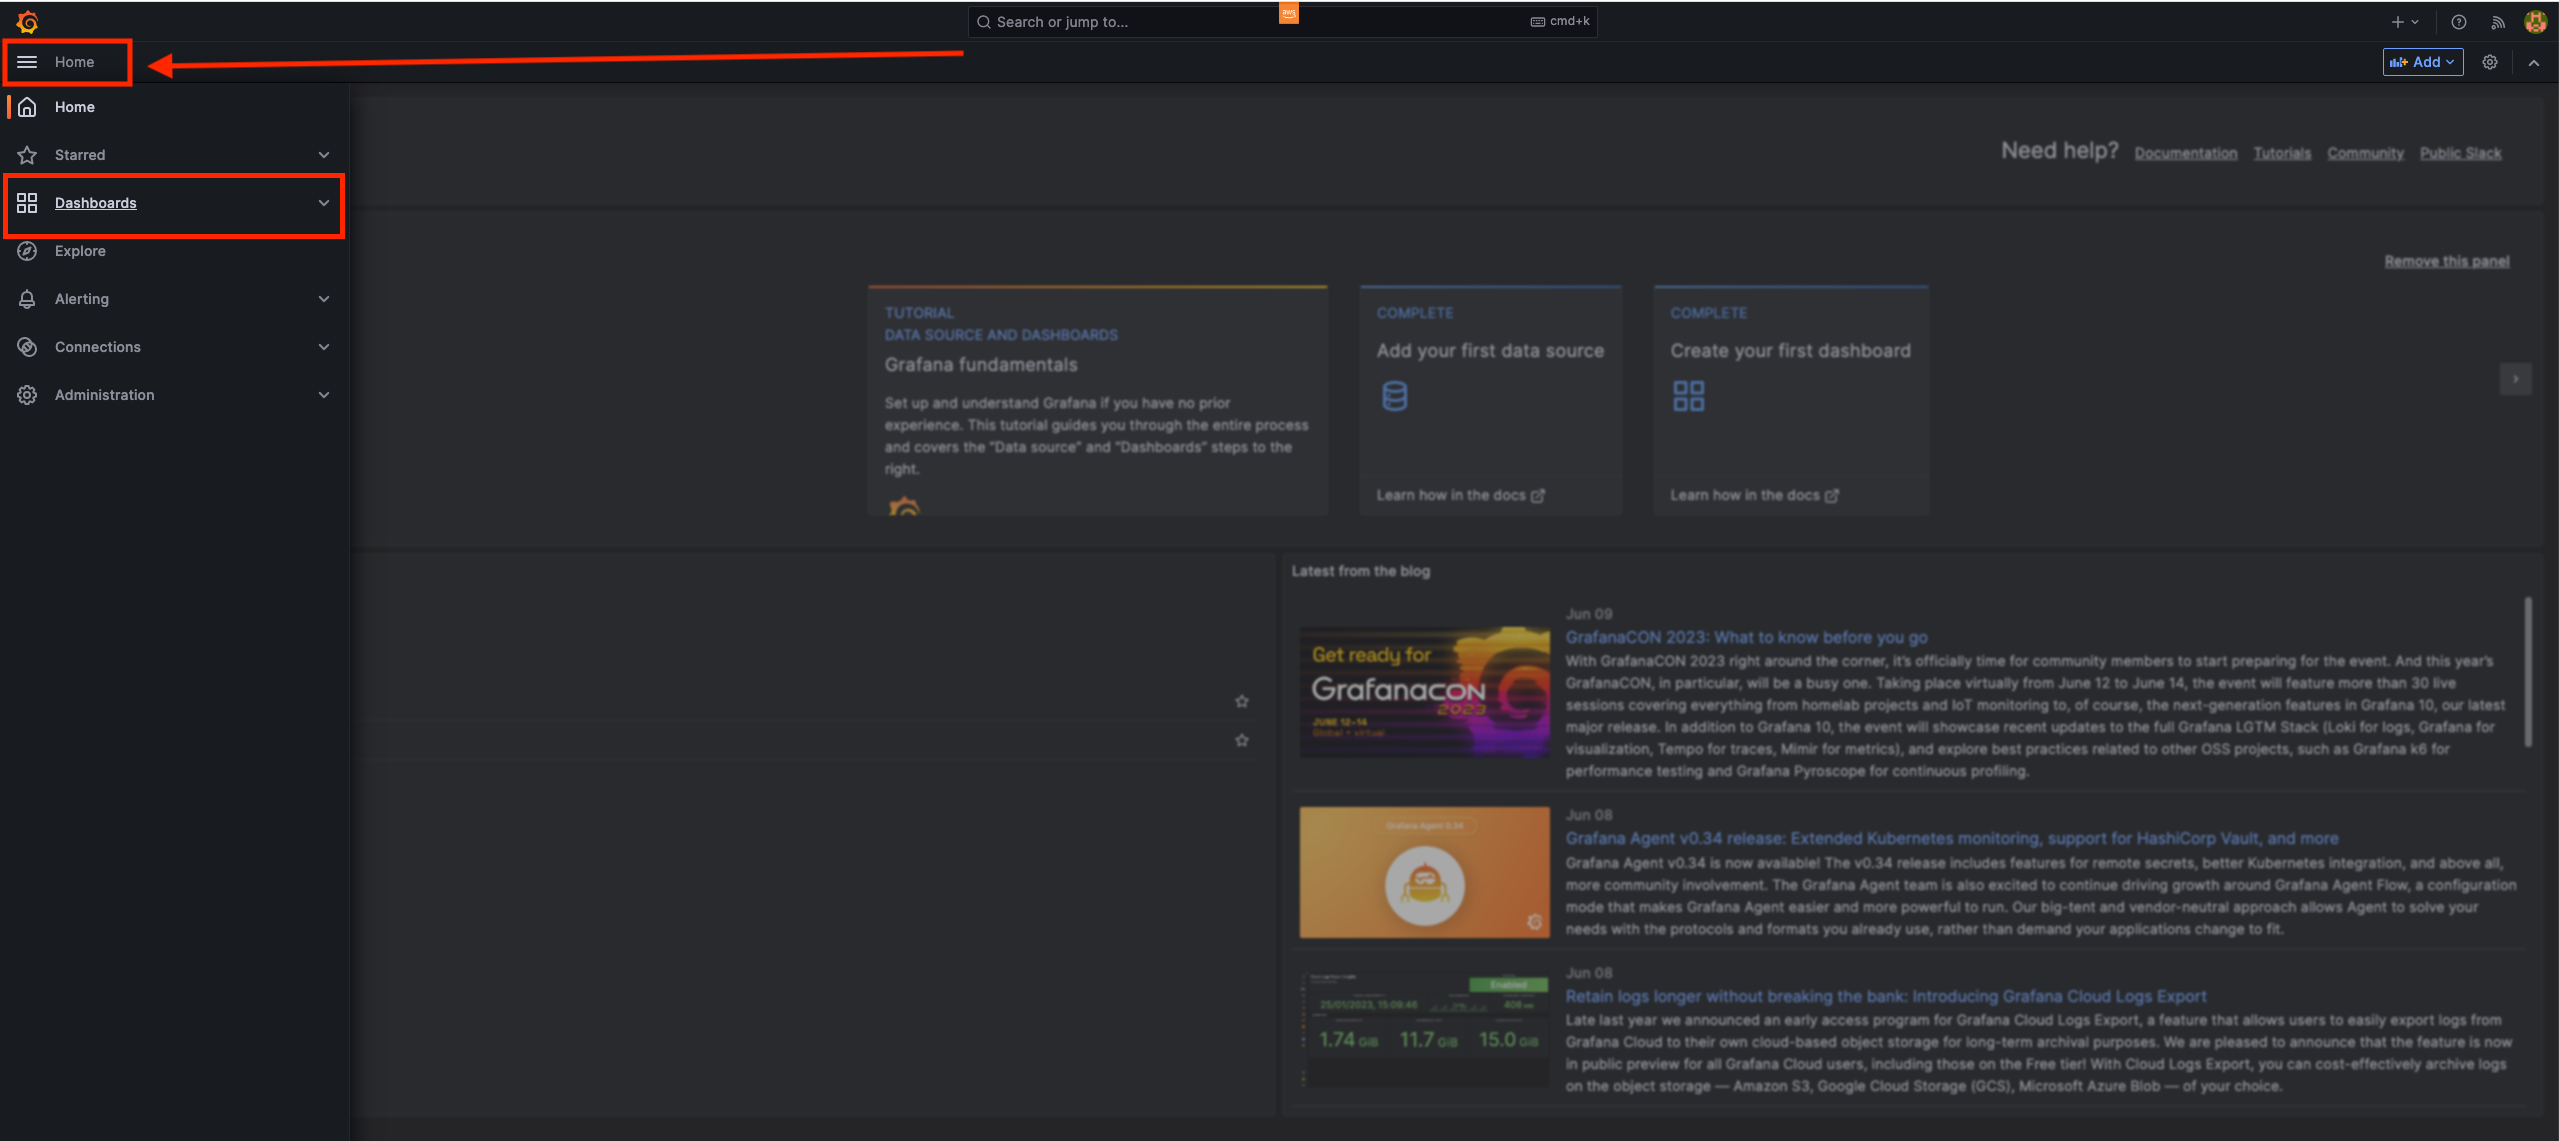 Search or jump to...
aws
cmd+k
Home
Add
Home
Starred
Dashboards
Explore
Alerting
Connections
Administration
Need help?
Documentation
Tutorials
Community
Public Slack
Remove this panel
TUTORIAL
DATA SOURCE AND DASHBOARDS
Grafana fundamentals
Set up and understand Grafana if you have no prior
experience. This tutorial guides you through the entire process
and covers the "Data source" and "Dashboards" steps to the
right.
COMPLETE
Add your first data source
Learn how in the docs
COMPLETE
Create your first dashboard
Learn how in the docs
Latest from the blog
Get ready for
GrafanaCON
2023
JUNE 12-14
Global + virtual
Jun 09
GrafanaCON 2023: What to know before you go
With GrafanaCON 2023 right around the corner, it's officially time for community members to start preparing for the event. And this year's
GrafanaCON, in particular, will be a busy one. Taking place virtually from June 12 to June 14, the event will feature more than 30 live
sessions covering everything from homelab projects and IoT monitoring to, of course, the next-generation features in Grafana 10, our latest
major release. In addition to Grafana 10, the event will showcase recent updates to the full Grafana LGTM Stack (Loki for logs, Grafana for
visualization, Tempo for traces, Mimir for metrics), and explore best practices related to other OSS projects, such as Grafana k6 for
performance testing and Grafana Pyroscope for continuous profiling.
Grafana Agent 0.34
Jun 08
Grafana Agent v0.34 release: Extended Kubernetes monitoring, support for HashiCorp Vault, and more
Grafana Agent v0.34 is now available! The v0.34 release includes features for remote secrets, better Kubernetes integration, and above all,
more community involvement. The Grafana Agent team is also excited to continue driving growth around Grafana Agent Flow, a configuration
mode that makes Grafana Agent easier and more powerful to run. Our big-tent and vendor-neutral approach allows Agent to solve your
needs with the protocols and formats you already use, rather than demand your applications change to fit.
Enabled
25/01/2023, 15:09:46
1.74 GiB
11.7 GiB
15.0 GiB
Jun 08
Retain logs longer without breaking the bank: Introducing Grafana Cloud Logs Export
Late last year we announced an early access program for Grafana Cloud Logs Export, a feature that allows users to easily export logs from
Grafana Cloud to their own cloud-based object storage for long-term archival purposes. We are pleased to announce that the feature is now
in public preview for all Grafana Cloud users, including those on the Free tier! With Cloud Logs Export, you can cost-effectively archive logs
on the object storage — Amazon S3, Google Cloud Storage (GCS), Microsoft Azure Blob — of your choice.